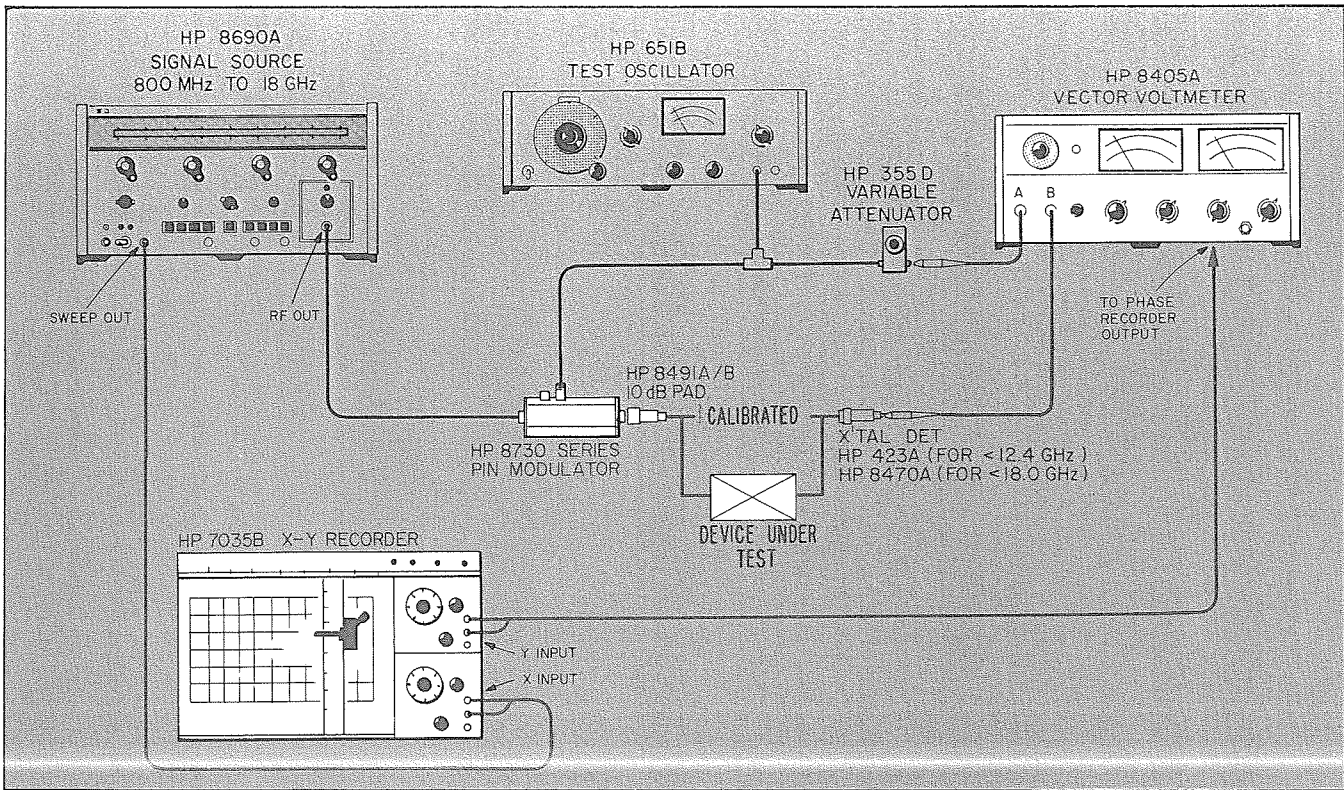 HP 8690A
SIGNAL SOURCE
800 MHz TO 18 GHz
HP 651B
TEST OSCILLATOR
HP 8405A
VECTOR VOLTMETER
HP 355D
VARIABLE
ATTENUATOR
A B
SWEEP OUT
RF OUT
TO PHASE
RECORDER
OUTPUT
HP 8491A/B
10 dB PAD
CALIBRATED
HP 8730 SERIES
PIN MODULATOR
X'TAL DET
HP 423A (FOR <12.4 GHz)
HP 8470A (FOR <18.0 GHz)
DEVICE UNDER
TEST
HP 7035B X-Y RECORDER
Y INPUT
X INPUT